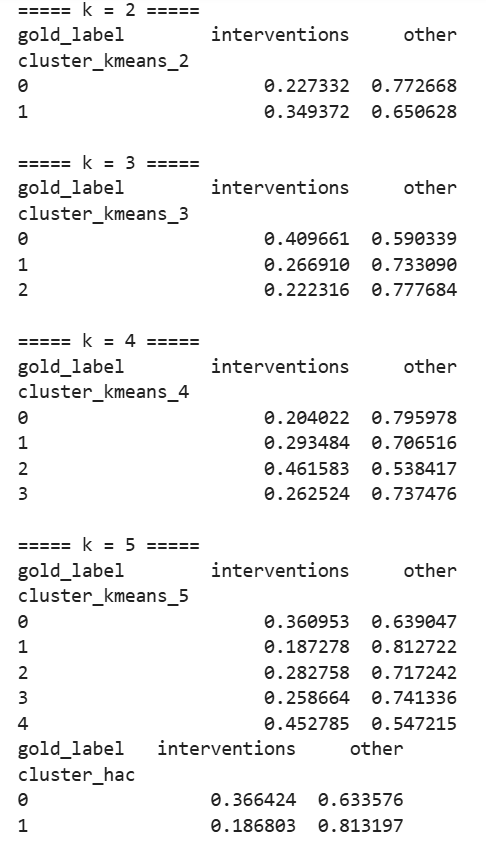 ===== k = 2 =====
gold_label interventions other
cluster_kmeans_2
0 0.227332 0.772668
1 0.349372 0.650628
===== k = 3 =====
gold_label interventions other
cluster_kmeans_3
0 0.409661 0.590339
1 0.266910 0.733090
2 0.222316 0.777684
===== k = 4 =====
gold_label interventions other
cluster_kmeans_4
0 0.204022 0.795978
1 0.293484 0.706516
2 0.461583 0.538417
3 0.262524 0.737476
===== k = 5 =====
gold_label interventions other
cluster_kmeans_5
0 0.360953 0.639047
1 0.187278 0.812722
2 0.282758 0.717242
3 0.258664 0.741336
4 0.452785 0.547215
gold_label interventions other
cluster_hac
0 0.366424 0.633576
1 0.186803 0.813197